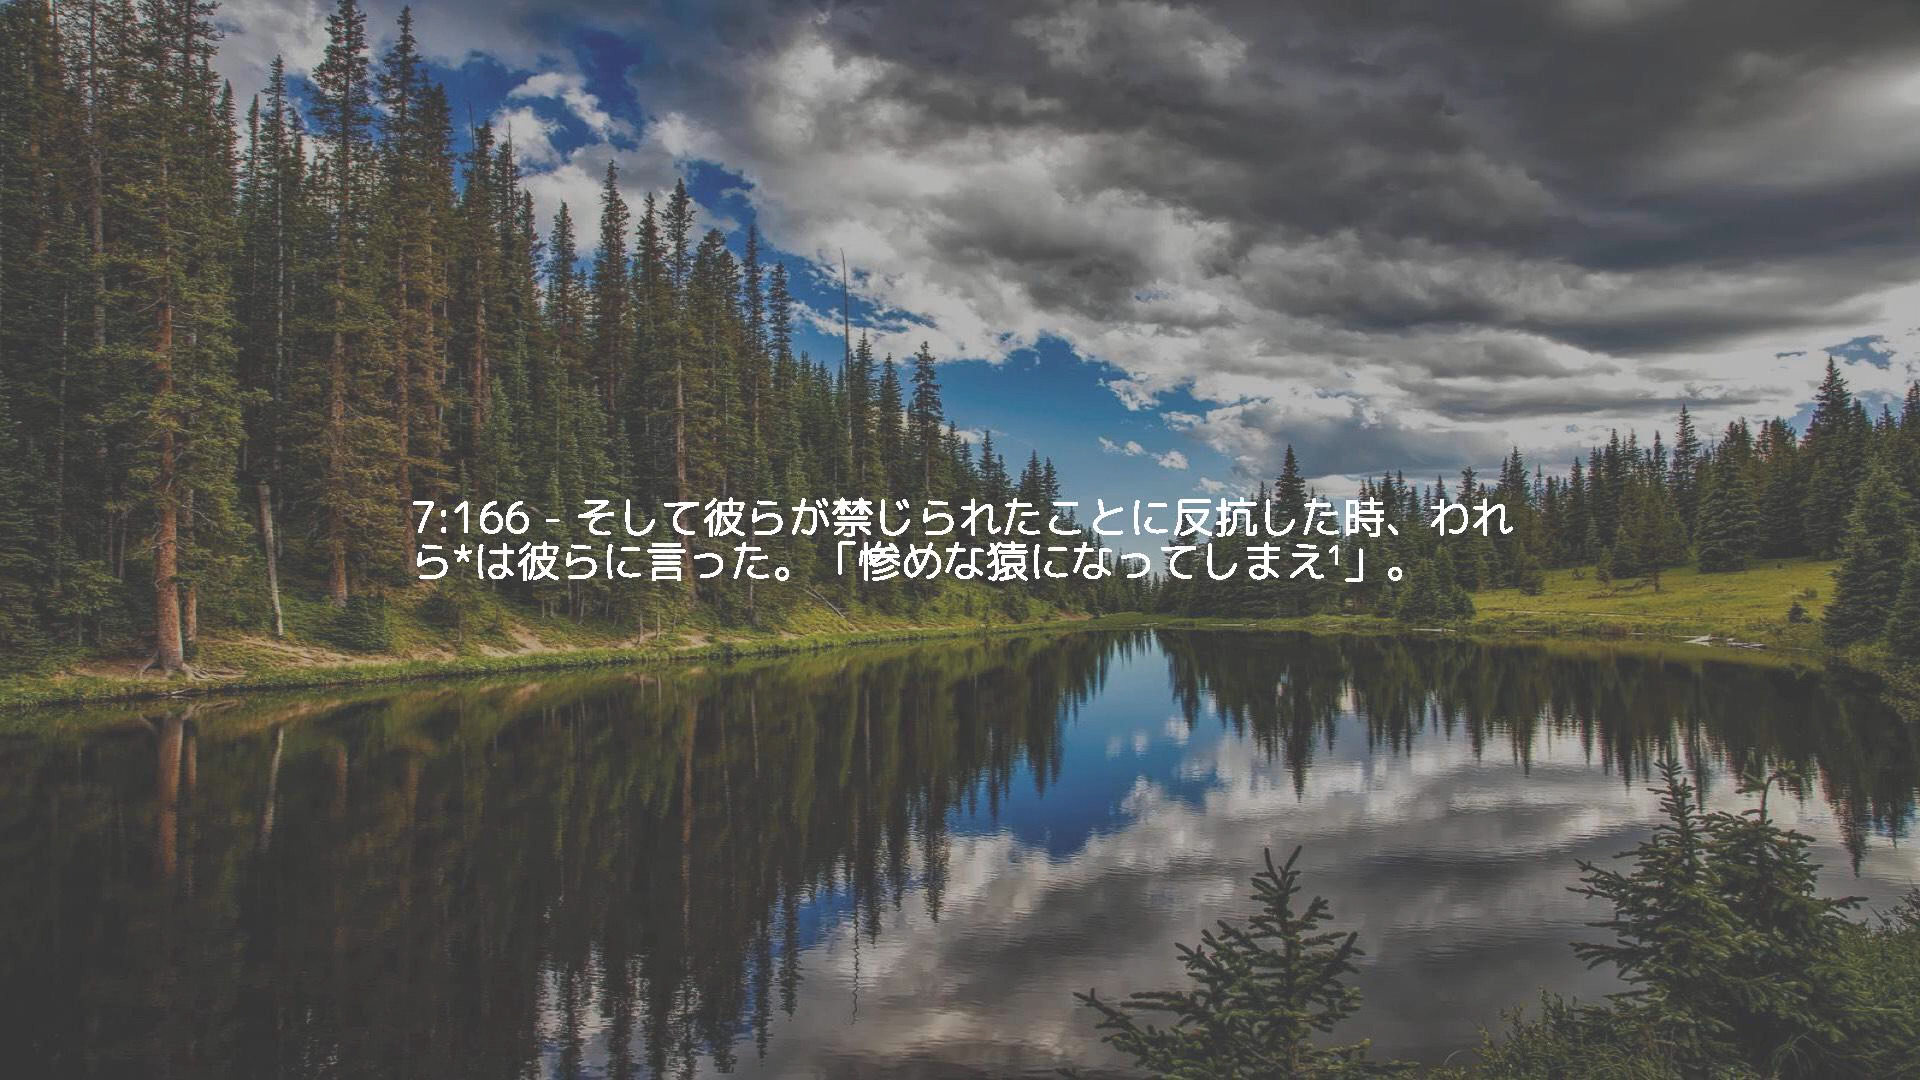 7:166 - そして彼らが禁じられたことに反抗した時、われ
ら*は彼らに言った。「惨めな猿になってしまえ¹」。